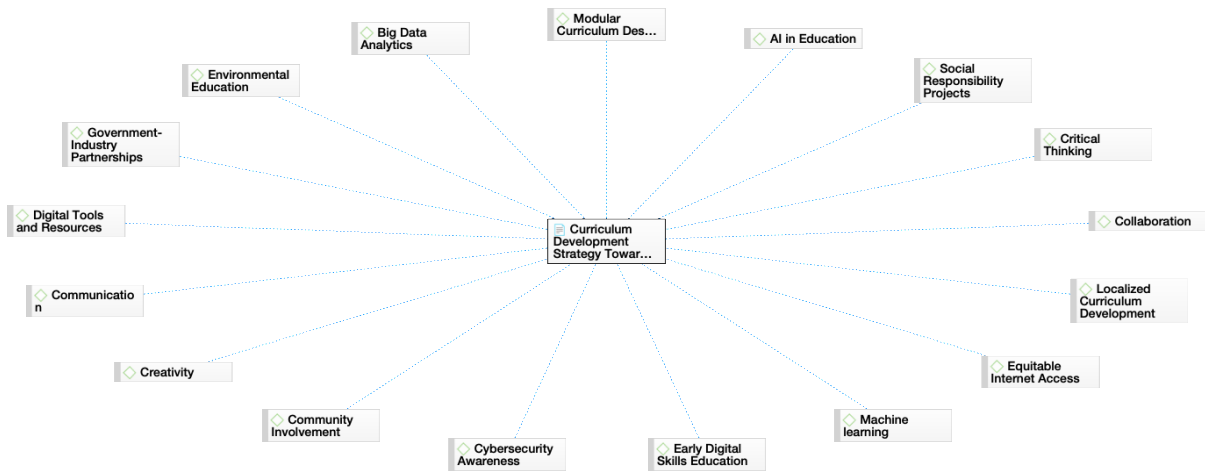 Modular
Curriculum Des...
Big Data
Analytics
AI in Education
Environmental
Education
Social
Responsibility
Projects
Government-
Industry
Partnerships
Critical
Thinking
Digital Tools
and Resources
Collaboration
Curriculum
Development
Strategy Towar...
Communicatio
n
Localized
Curriculum
Development
Creativity
Equitable
Internet Access
Community
Involvement
Machine
learning
Cybersecurity
Awareness
Early Digital
Skills Education